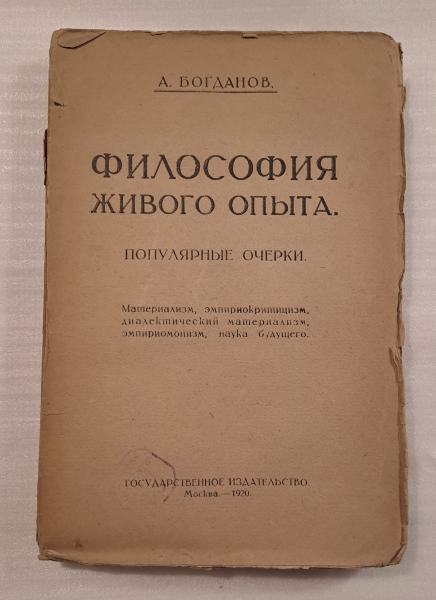 А. БОГДАНОВ.
ФИЛОСОФИЯ
ЖИВОГО ОПЫТА.
ПОПУЛЯРНЫЕ ОЧЕРКИ.
Материализм, эмпириокритицизм,
диалектический материализм,
эмпириомонизм, наука будущего.
ГОСУДАРСТВЕННОЕ ИЗДАТЕЛЬСТВО.
Москва.—1920.